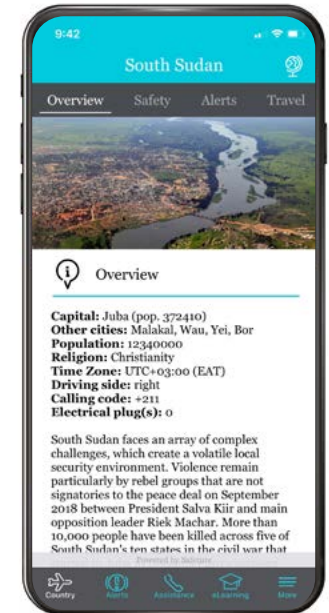 9:42
South Sudan
Overview Safety Alerts Travel
Overview
Capital: Juba (pop. 372410)
Other cities: Malakal, Wau, Yei, Bor
Population: 12340000
Religion: Christianity
Time Zone: UTC+03:00 (EAT)
Driving side: right
Calling code: +211
Electrical plug(s): 0
South Sudan faces an array of complex
challenges, which create a volatile local
security environment. Violence remain
particularly by rebel groups that are not
signatories to the peace deal on September
2018 between President Salva Kiir and main
opposition leader Riek Machar. More than
10,000 people have been killed across five of
South Sudan's ten states in the civil war that
Powered by Safeture
Country Alerts Assistance eLearning More